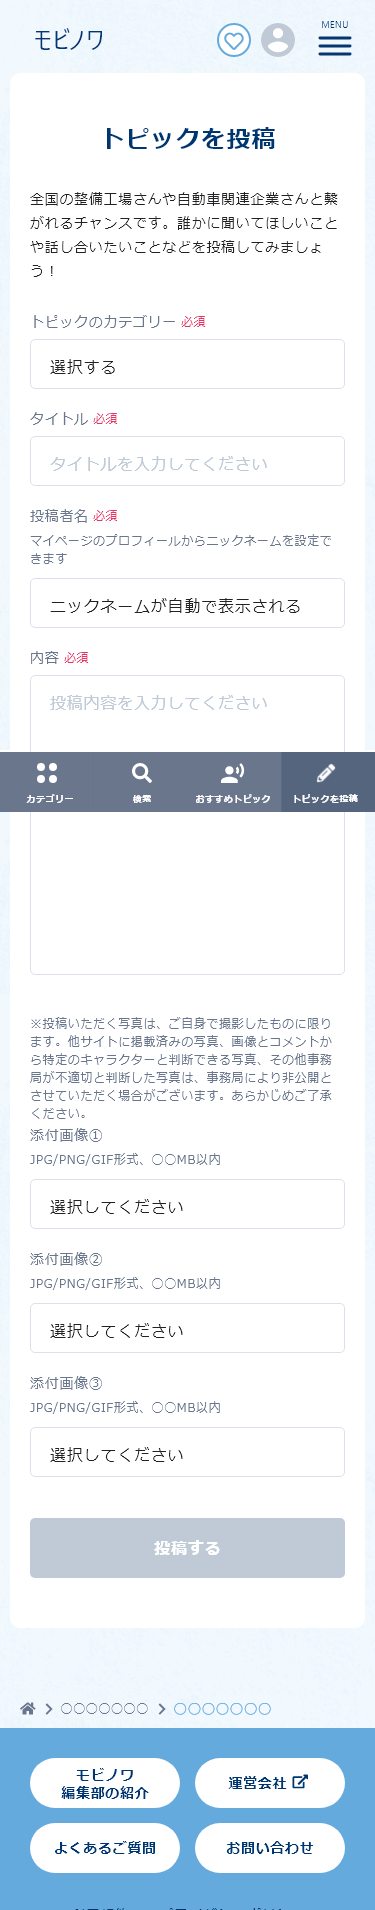 モビノワ
MENU
トピックを投稿
全国の整備工場さんや自動車関連企業さんと繋
がれるチャンスです。誰かに聞いてほしいこと
や話し合いたいことなどを投稿してみましょ
う！
トピックのカテゴリー 必須
選択する
タイトル 必須
タイトルを入力してください
投稿者名 必須
マイページのプロフィールからニックネームを設定で
きます
ニックネームが自動で表示される
内容 必須
投稿内容を入力してください
カテゴリー
検索
おすすめトピック
トピックを投稿
※投稿いただく写真は、ご自身で撮影したものに限り
ます。他サイトに掲載済みの写真、画像とコメントか
ら特定のキャラクターと判断できる写真、その他事務
局が不適切と判断した写真は、事務局により非公開と
させていただく場合がございます。あらかじめご了承
ください。
添付画像①
JPG/PNG/GIF形式、○○MB以内
選択してください
添付画像②
JPG/PNG/GIF形式、○○MB以内
選択してください
添付画像③
JPG/PNG/GIF形式、○○MB以内
選択してください
投稿する
○○○○○○○ ○○○○○○○
モビノワ
編集部の紹介
運営会社
よくあるご質問
お問い合わせ